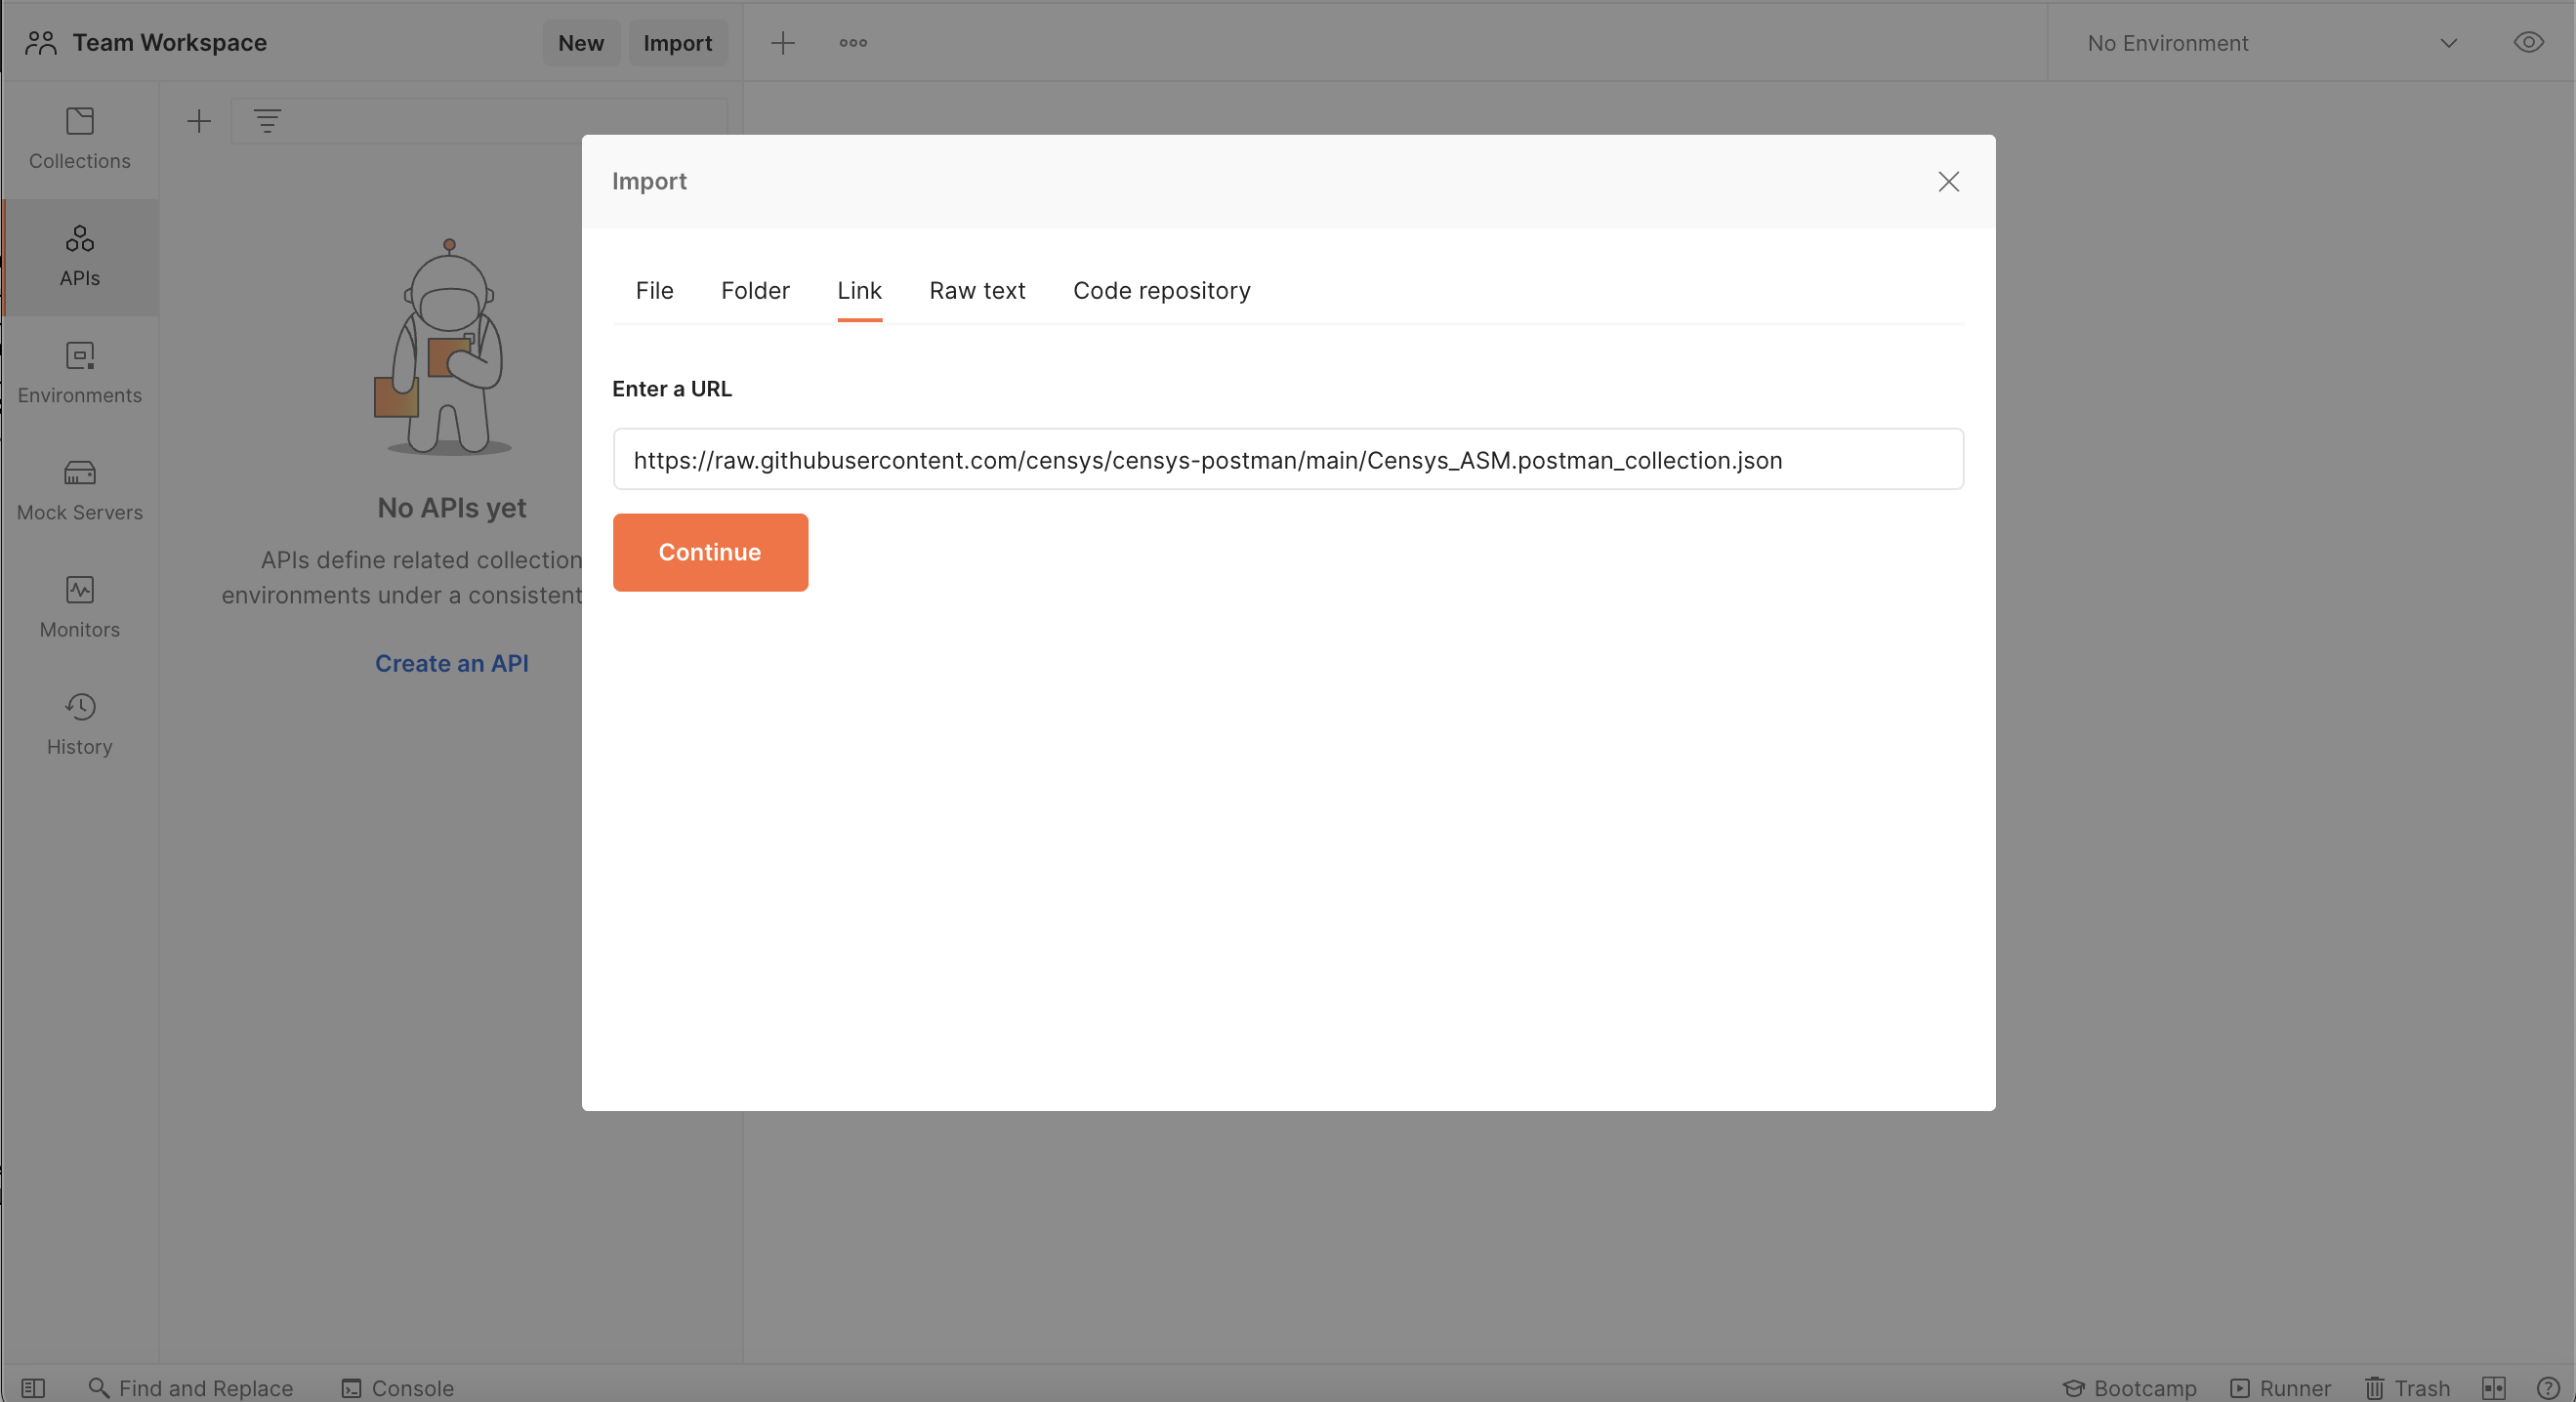 Team Workspace
New
Import
No Environment
Collections
APIs
Environments
Mock Servers
Monitors
History
No APIs yet
APIs define related collection
environments under a consistent
Create an API
Import
File
Folder
Link
Raw text
Code repository
Enter a URL
https://raw.githubusercontent.com/censys/censys-postman/main/Censys_ASM.postman_collection.json
Continue
Find and Replace
Console
Bootcamp
Runner
Trash